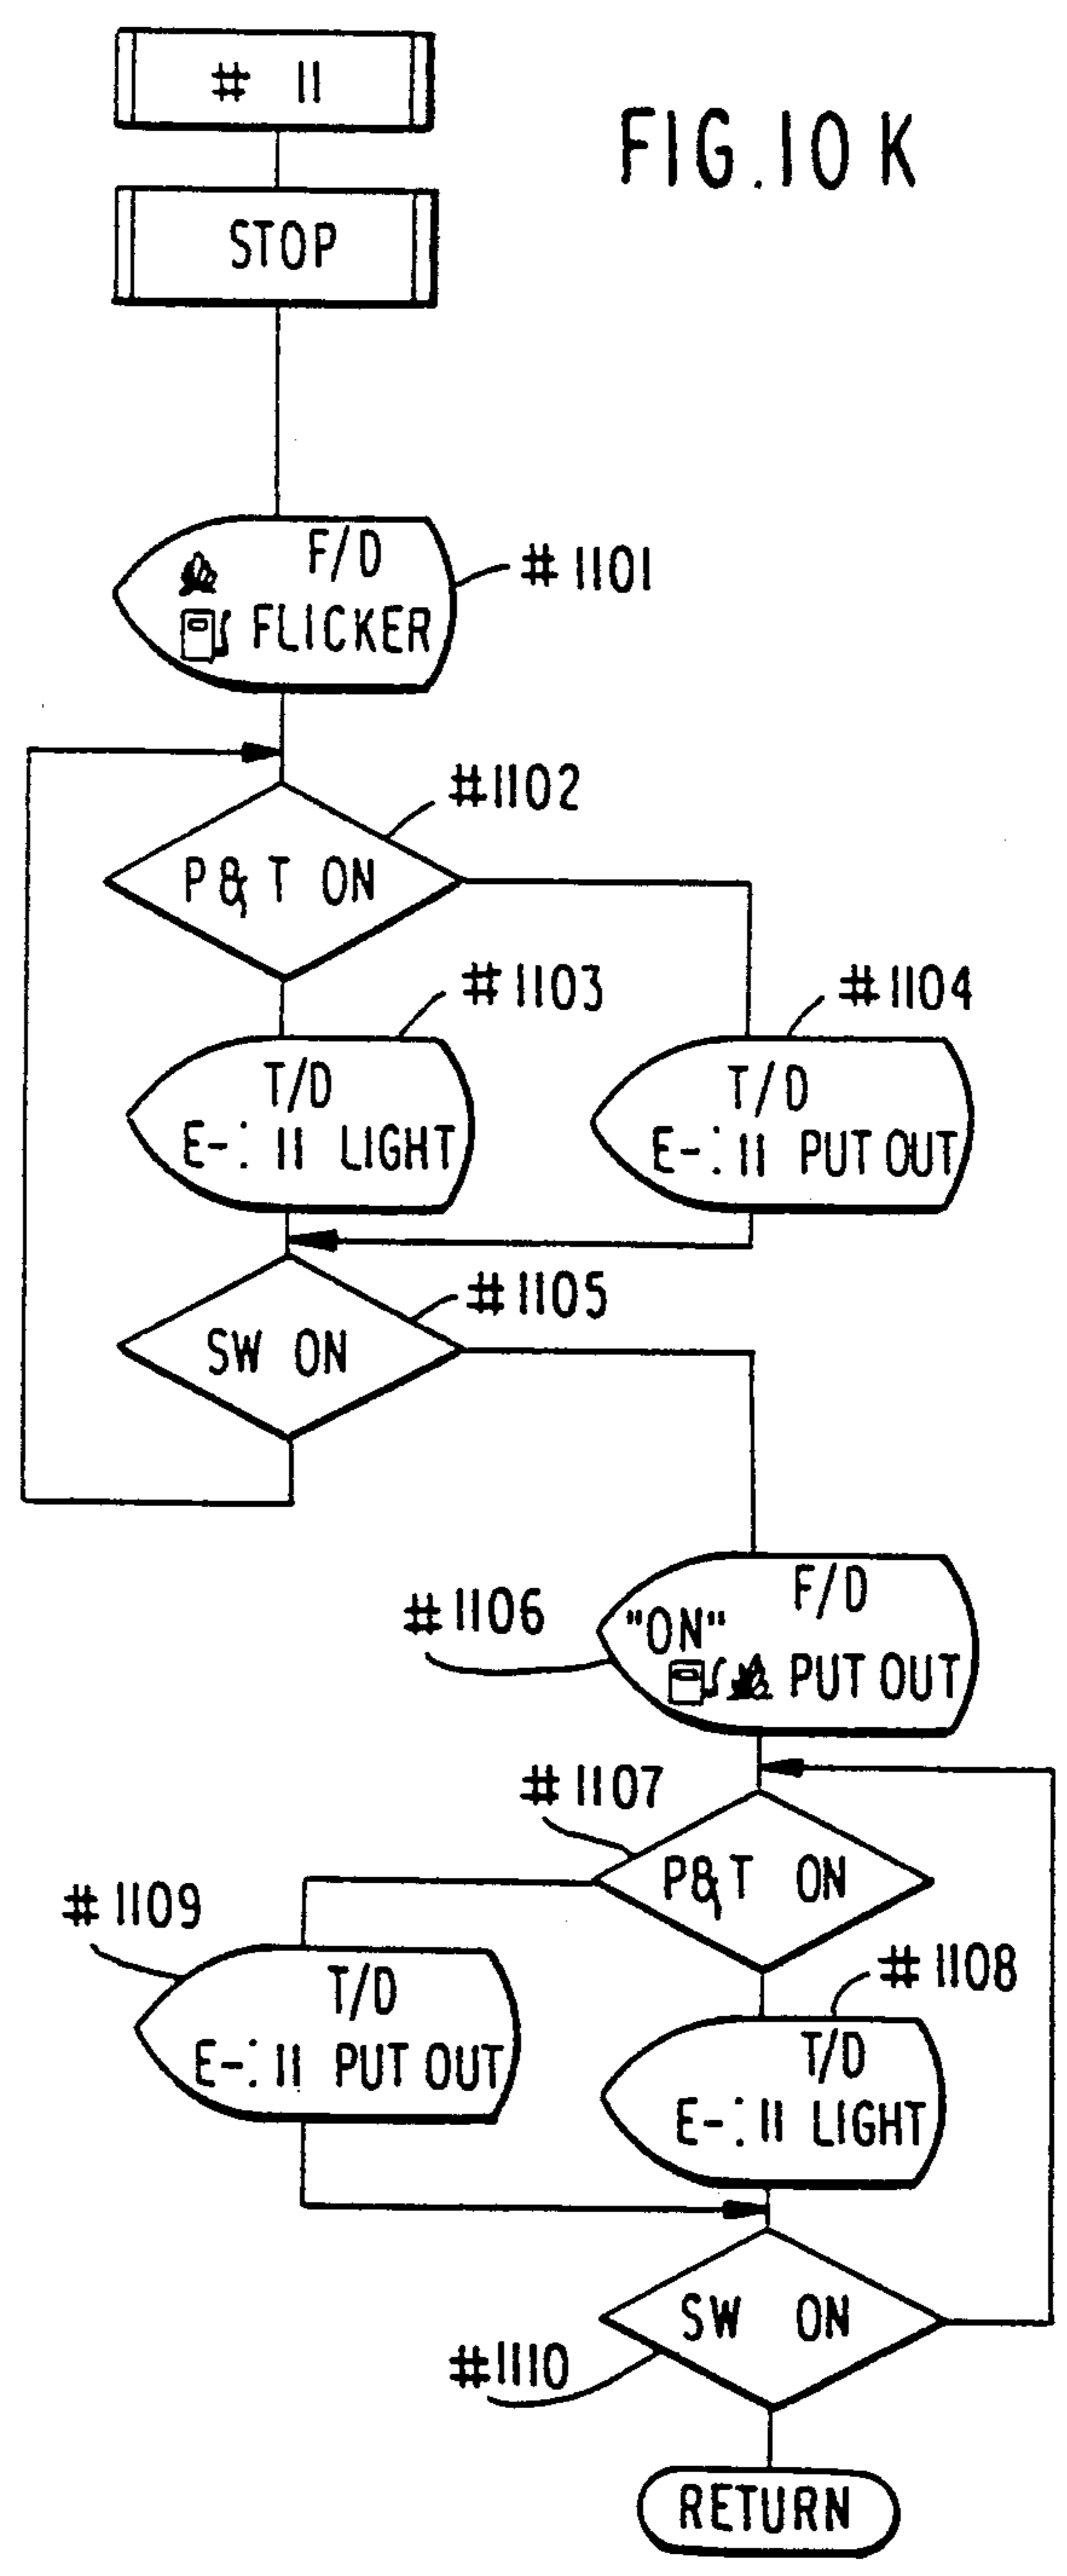 # 11
FIG. 10 K
STOP
F/D
FLICKER
#1101
#1102
P & T ON
#1103
#1104
T/D
E-:11 LIGHT
T/D
E-:11 PUT OUT
#1105
SW ON
#1106
F/D
"ON"
PUT OUT
#1107
P & T ON
#1109
#1108
T/D
E-:11 PUT OUT
T/D
E-:11 LIGHT
SW ON
#1110
RETURN